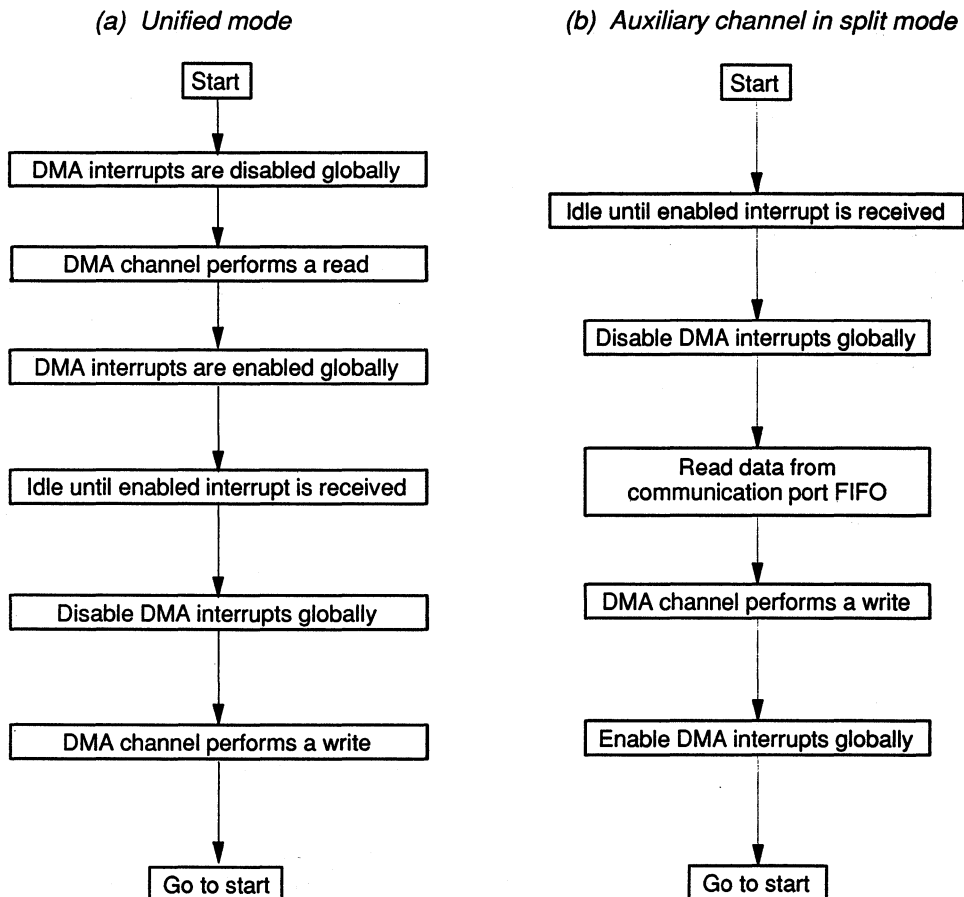 (a) Unified mode
Start
DMA interrupts are disabled globally
DMA channel performs a read
DMA interrupts are enabled globally
Idle until enabled interrupt is received
Disable DMA interrupts globally
DMA channel performs a write
Go to start
(b) Auxiliary channel in split mode
Start
Idle until enabled interrupt is received
Disable DMA interrupts globally
Read data from
communication port FIFO
DMA channel performs a write
Enable DMA interrupts globally
Go to start